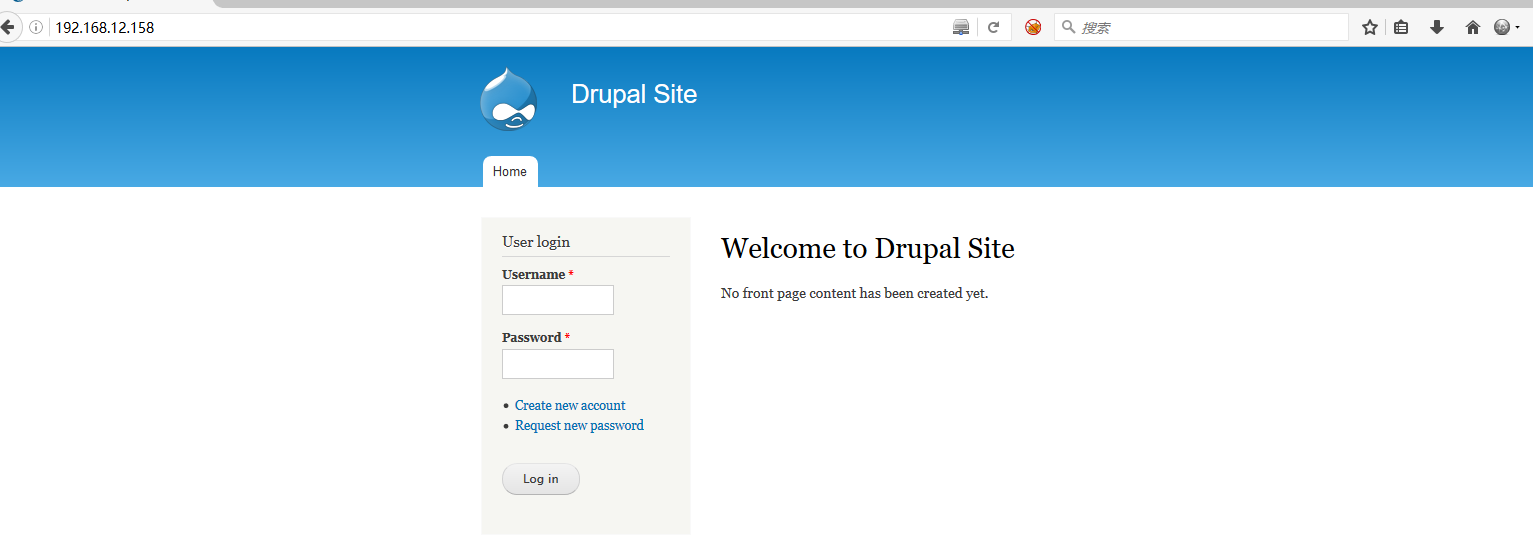 192.168.12.158
搜索
Drupal Site
Home
User login
Username *
Password *
Create new account
Request new password
Log in
Welcome to Drupal Site
No front page content has been created yet.